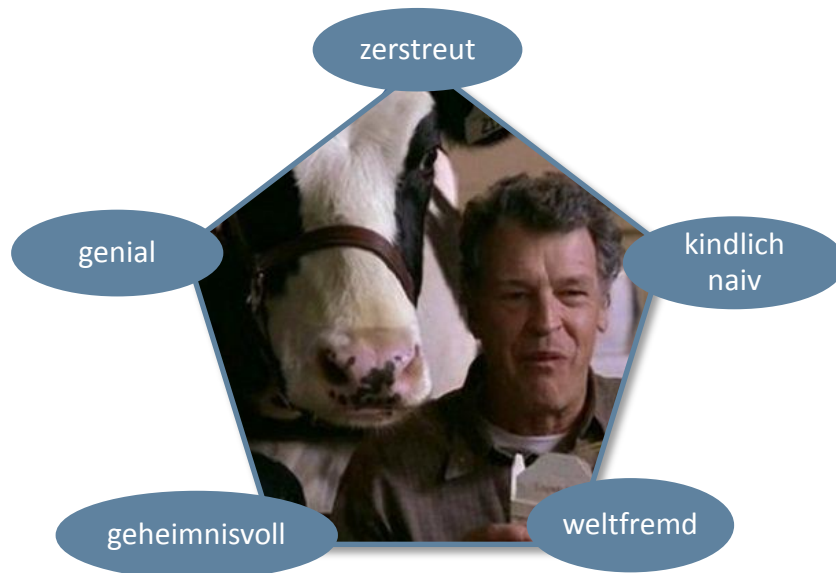 zerstreut
genial
kindlich
naiv
geheimnisvoll
weltfremd